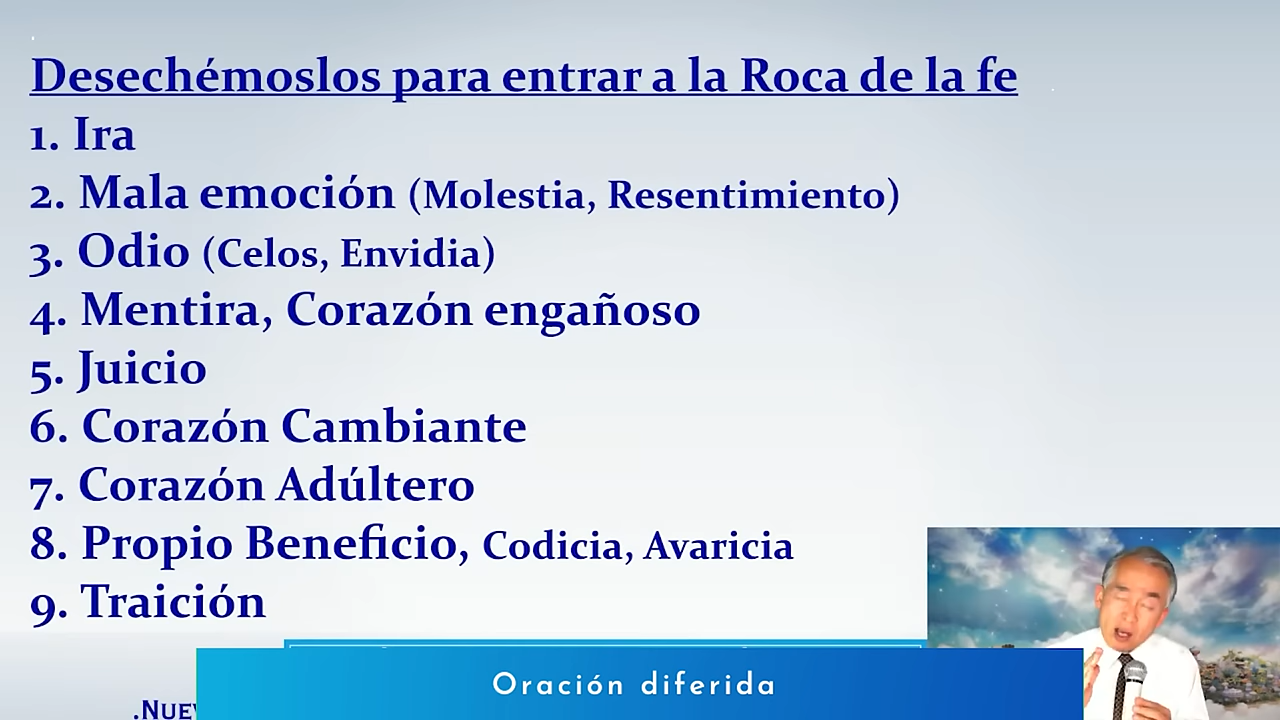 Desechémoslos para entrar a la Roca de la fe
1. Ira
2. Mala emoción (Molestia, Resentimiento)
3. Odio (Celos, Envidia)
4. Mentira, Corazón engañoso
5. Juicio
6. Corazón Cambiante
7. Corazón Adúltero
8. Propio Beneficio, Codicia, Avaricia
9. Traición
Oración diferida